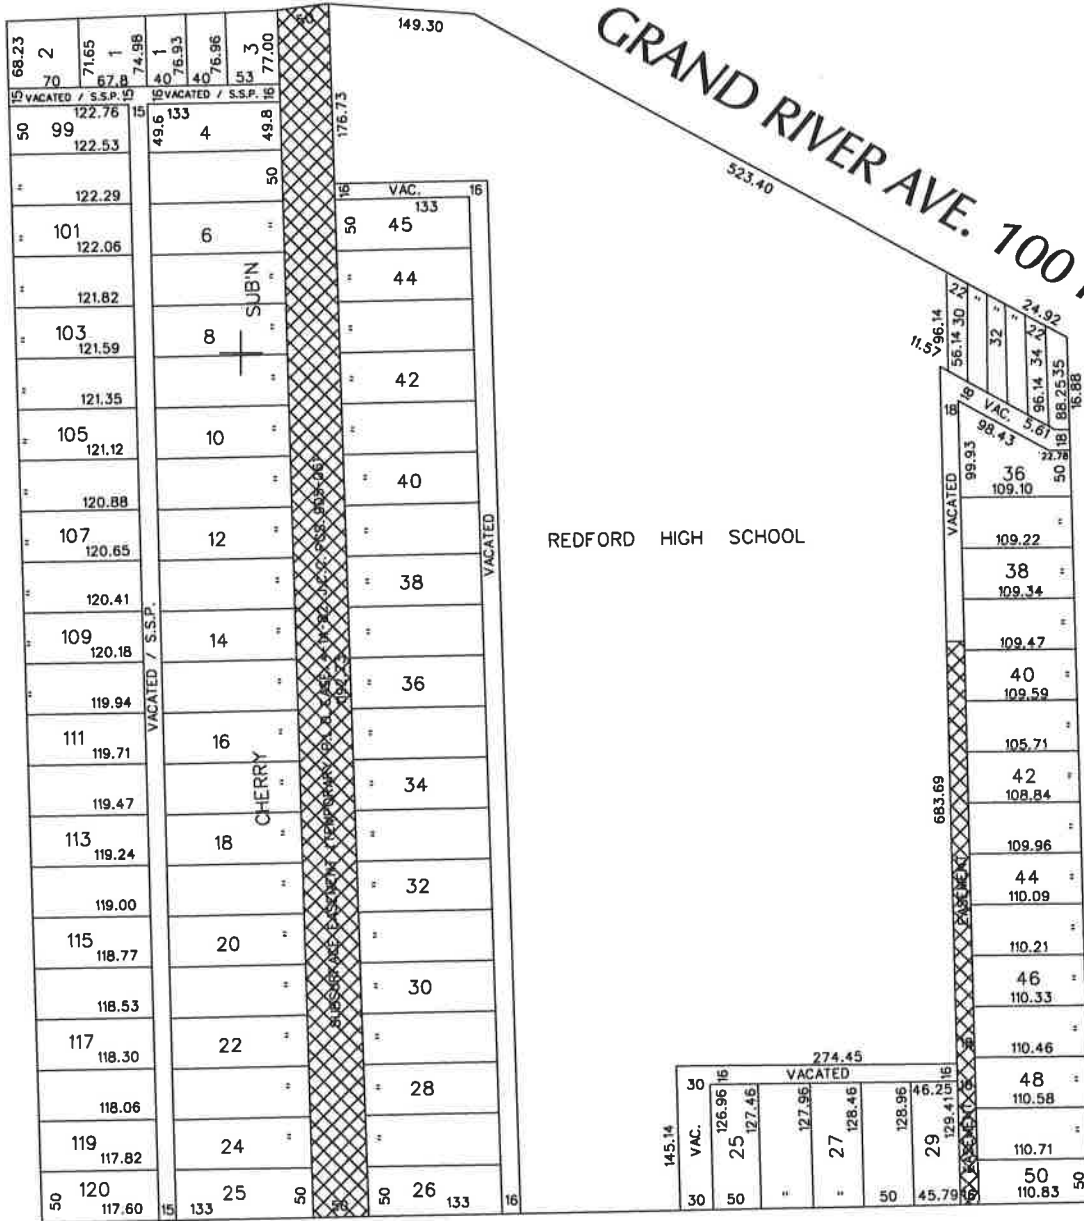 GRAND RIVER AVE. 100
149.30
523.40
176.73
68.23 2 71.65 1 74.98 1 76.93 76.96 3 77.00
70 67.8 40 40 53
15 VACATED / S.S.P. 15 16 VACATED / S.S.P. 16
50 99 122.76 15 49.6 133 4 49.8
122.53
" 122.29 50
" 101 122.06 6 "
" 121.82 "
" 103 121.59 8 "
" 121.35 "
" 105 121.12 10 "
" 120.88 "
" 107 120.65 12 "
" 120.41 "
" 109 120.18 14 "
" 119.94 "
111 119.71 16 "
119.47 "
113 119.24 18 "
119.00 "
115 118.77 20 "
118.53 "
117 118.30 22 "
118.06 "
119 117.82 24 "
50 120 117.60 15 133 25 50
VACATED / S.S.P.
CHERRY SUB'N
50
SUBSURFACE EASEMENT (TEMPORARY)
50
16 VAC. 16
50 45 133
" 44
"
" 42
"
" 40
"
" 38
"
" 36
"
" 34
"
" 32
"
" 30
"
" 28
"
50 26 133 16
VACATED
REDFORD HIGH SCHOOL
24.92
22 " " " 22
96.14 56.14 30 32 96.14 34 88.25 35 16.88
11.57
18 18 VAC. 5.61 18
98.43 22.78
99.93 36 50
109.10
109.22 "
38 109.34 "
109.47 "
40 109.59 "
105.71 "
42 108.84 "
109.96 "
44 110.09 "
110.21 "
46 110.33 "
110.46 "
48 110.58 "
110.71 "
50 110.83 50
VACATED
683.69
EASEMENT
EASEMENT
274.45
30 16 VACATED 16
145.14 VAC. 126.96 25 127.46 127.96 27 128.46 128.96 29 46.25 129.41
30 50 " " 50 45.79